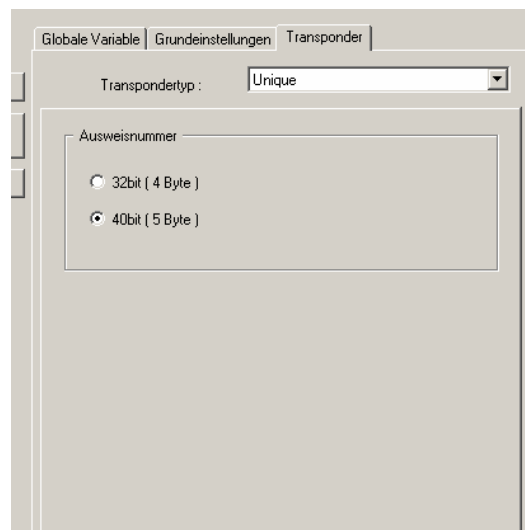 Globale Variable Grundeinstellungen Transponder
Transpondertyp : Unique
Ausweisnummer
32bit ( 4 Byte )
40bit ( 5 Byte )